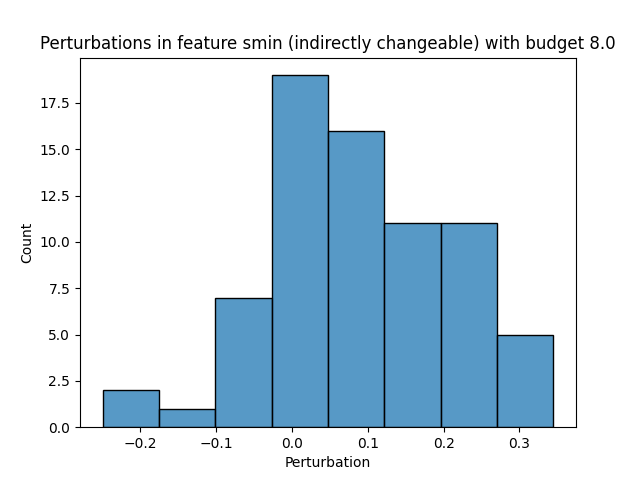 Perturbations in feature smin (indirectly changeable) with budget 8.0
17.5
15.0
12.5
10.0
7.5
5.0
2.5
0.0
Count
−0.2 −0.1 0.0 0.1 0.2 0.3
Perturbation